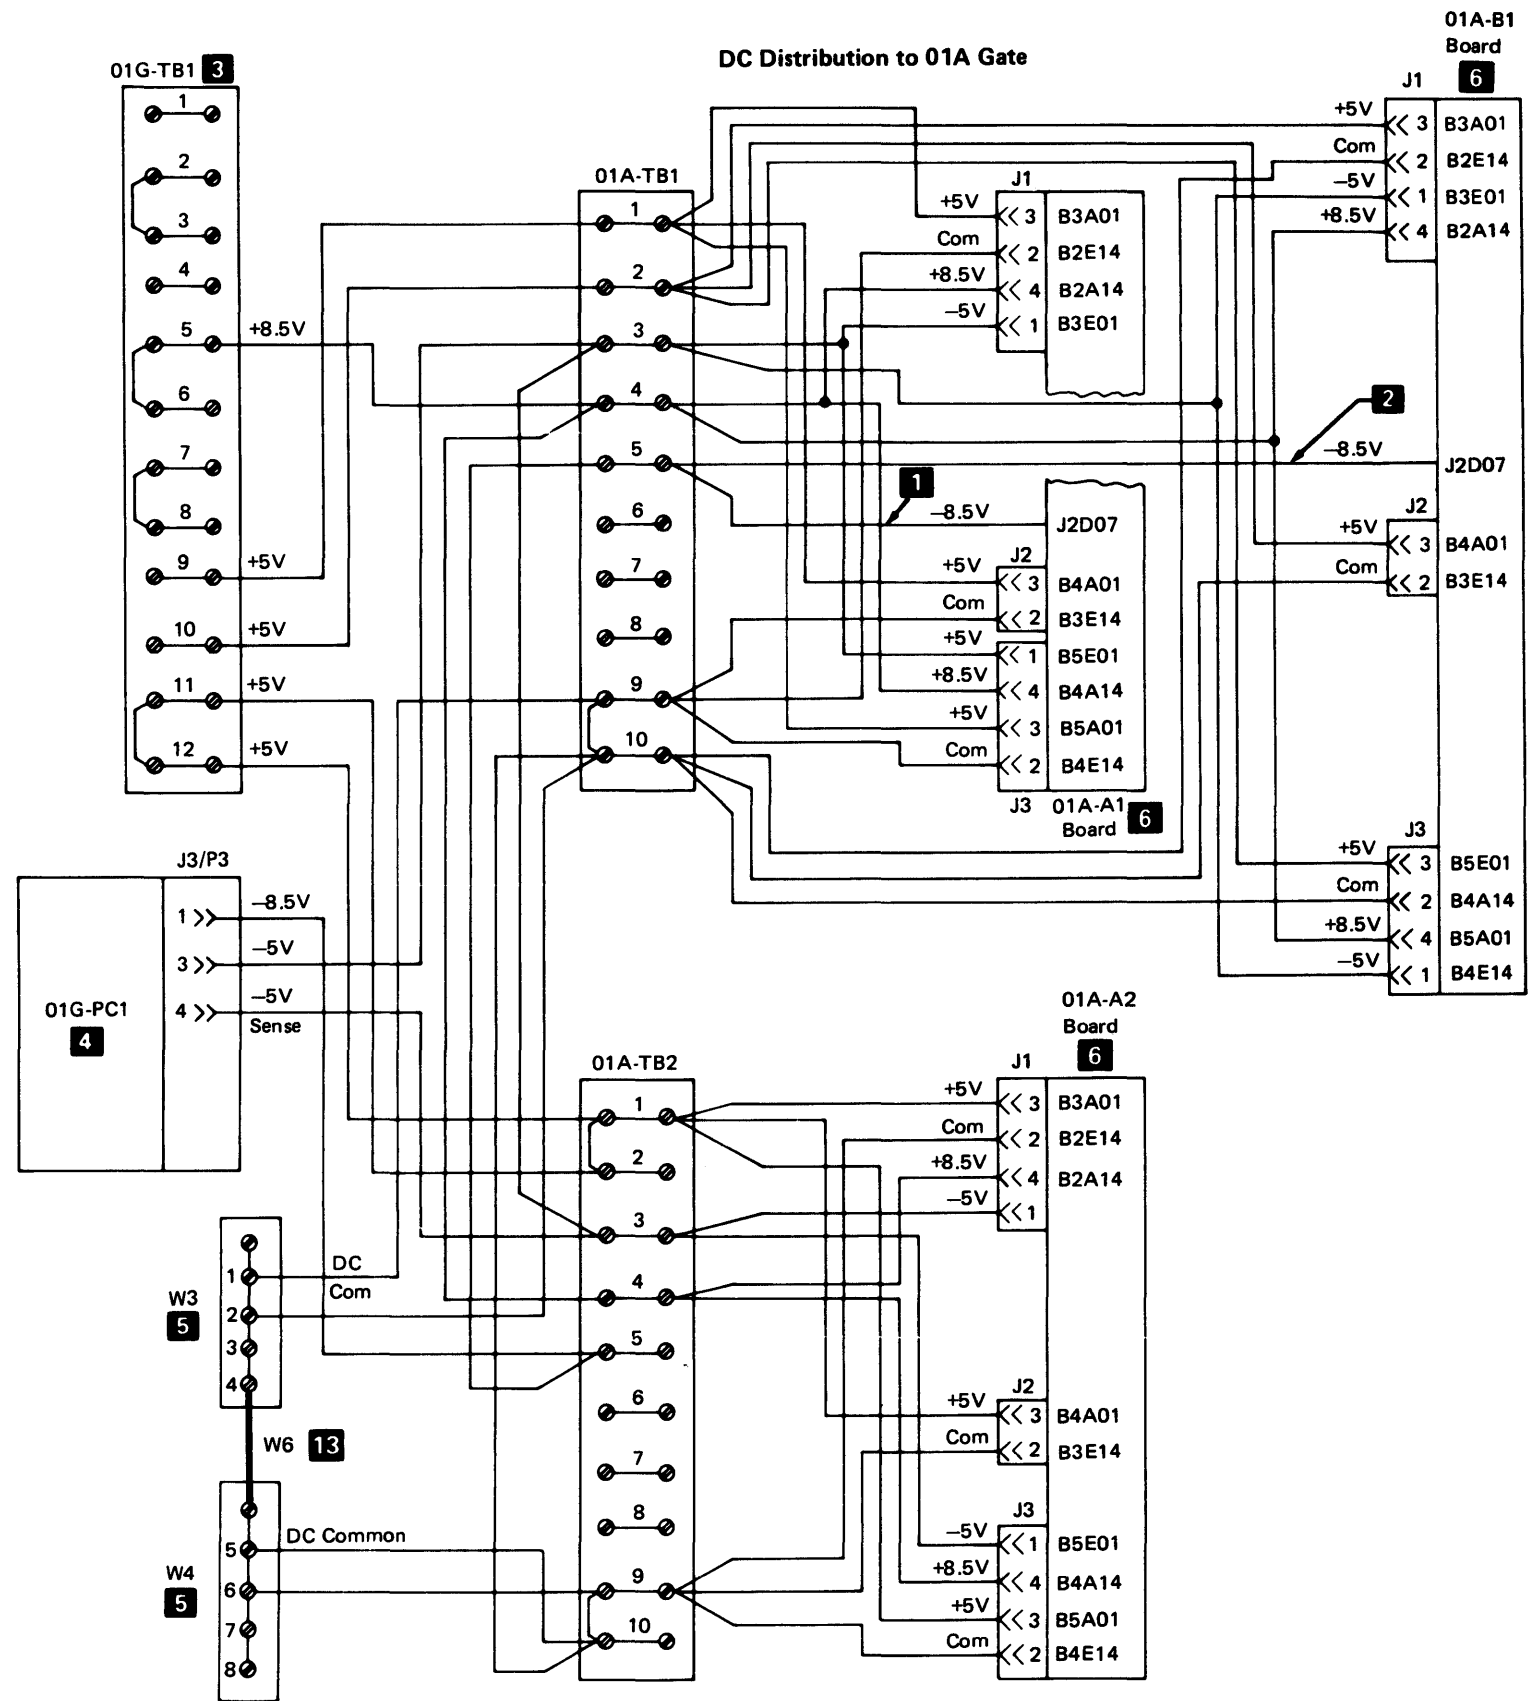 DC Distribution to 01A Gate
01G-TB1 3
1
2
3
4
5 +8.5V
6
7
8
9 +5V
10 +5V
11 +5V
12 +5V
J3/P3
1 −8.5V
3 −5V
4 −5V
Sense
01G-PC1
4
W3
5
1 DC
Com
2
3
4
W6 13
W4
5
DC Common
5
6
7
8
01A-TB1
1
2
3
4
5
6
7
8
9
10
01A-TB2
1
2
3
4
5
6
7
8
9
10
J1
+5V 3 B3A01
Com 2 B2E14
+8.5V 4 B2A14
−5V 1 B3E01
1
−8.5V J2D07
J2
+5V 3 B4A01
Com 2 B3E14
+5V 1 B5E01
+8.5V 4 B4A14
+5V 3 B5A01
Com 2 B4E14
J3 01A-A1
Board 6
01A-B1
Board
6
J1
+5V 3 B3A01
Com 2 B2E14
−5V 1 B3E01
+8.5V 4 B2A14
2
−8.5V J2D07
J2
+5V 3 B4A01
Com 2 B3E14
J3
+5V 3 B5E01
Com 2 B4A14
+8.5V 4 B5A01
−5V 1 B4E14
01A-A2
Board
6
J1
+5V 3 B3A01
Com 2 B2E14
+8.5V 4 B2A14
−5V 1
J2
+5V 3 B4A01
Com 2 B3E14
J3
−5V 1 B5E01
+8.5V 4 B4A14
+5V 3 B5A01
Com 2 B4E14